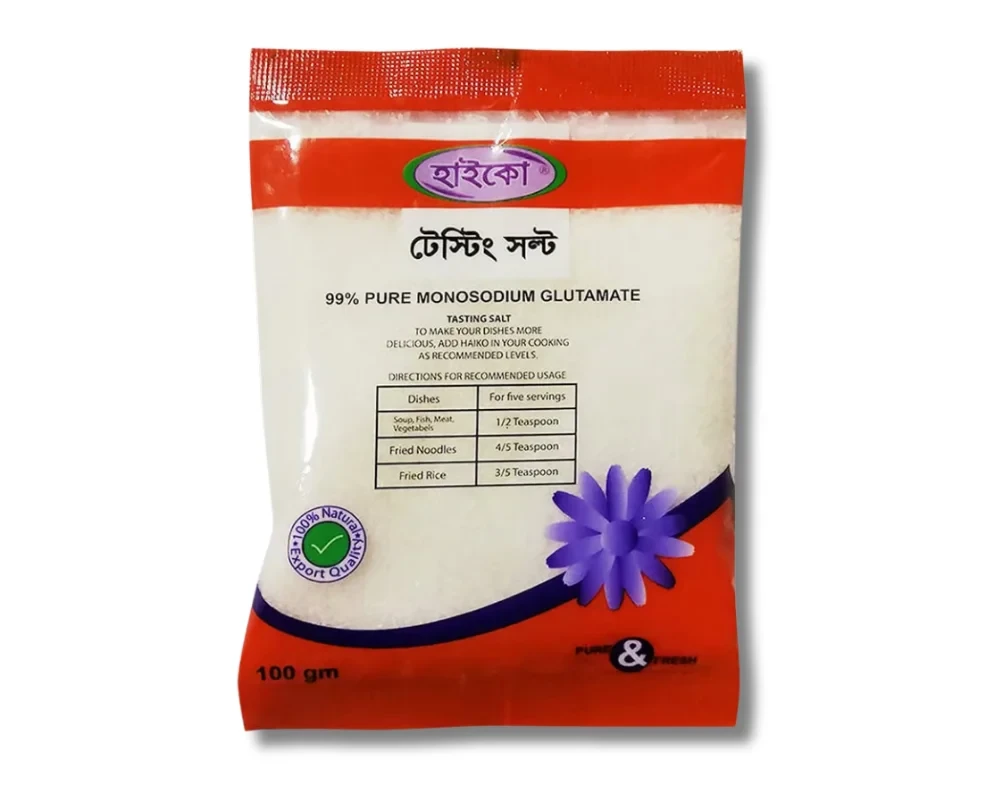 হাইকো ®
টেস্টিং সল্ট
99% PURE MONOSODIUM GLUTAMATE
TASTING SALT
TO MAKE YOUR DISHES MORE
DELICIOUS, ADD HAIKO IN YOUR COOKING
AS RECOMMENDED LEVELS.
DIRECTIONS FOR RECOMMENDED USAGE
Dishes For five servings
Soup, Fish, Meat,
Vegetabels 1/2 Teaspoon
Fried Noodles 4/5 Teaspoon
Fried Rice 3/5 Teaspoon
100% Natural
Export Quality
PURE & FRESH
100 gm